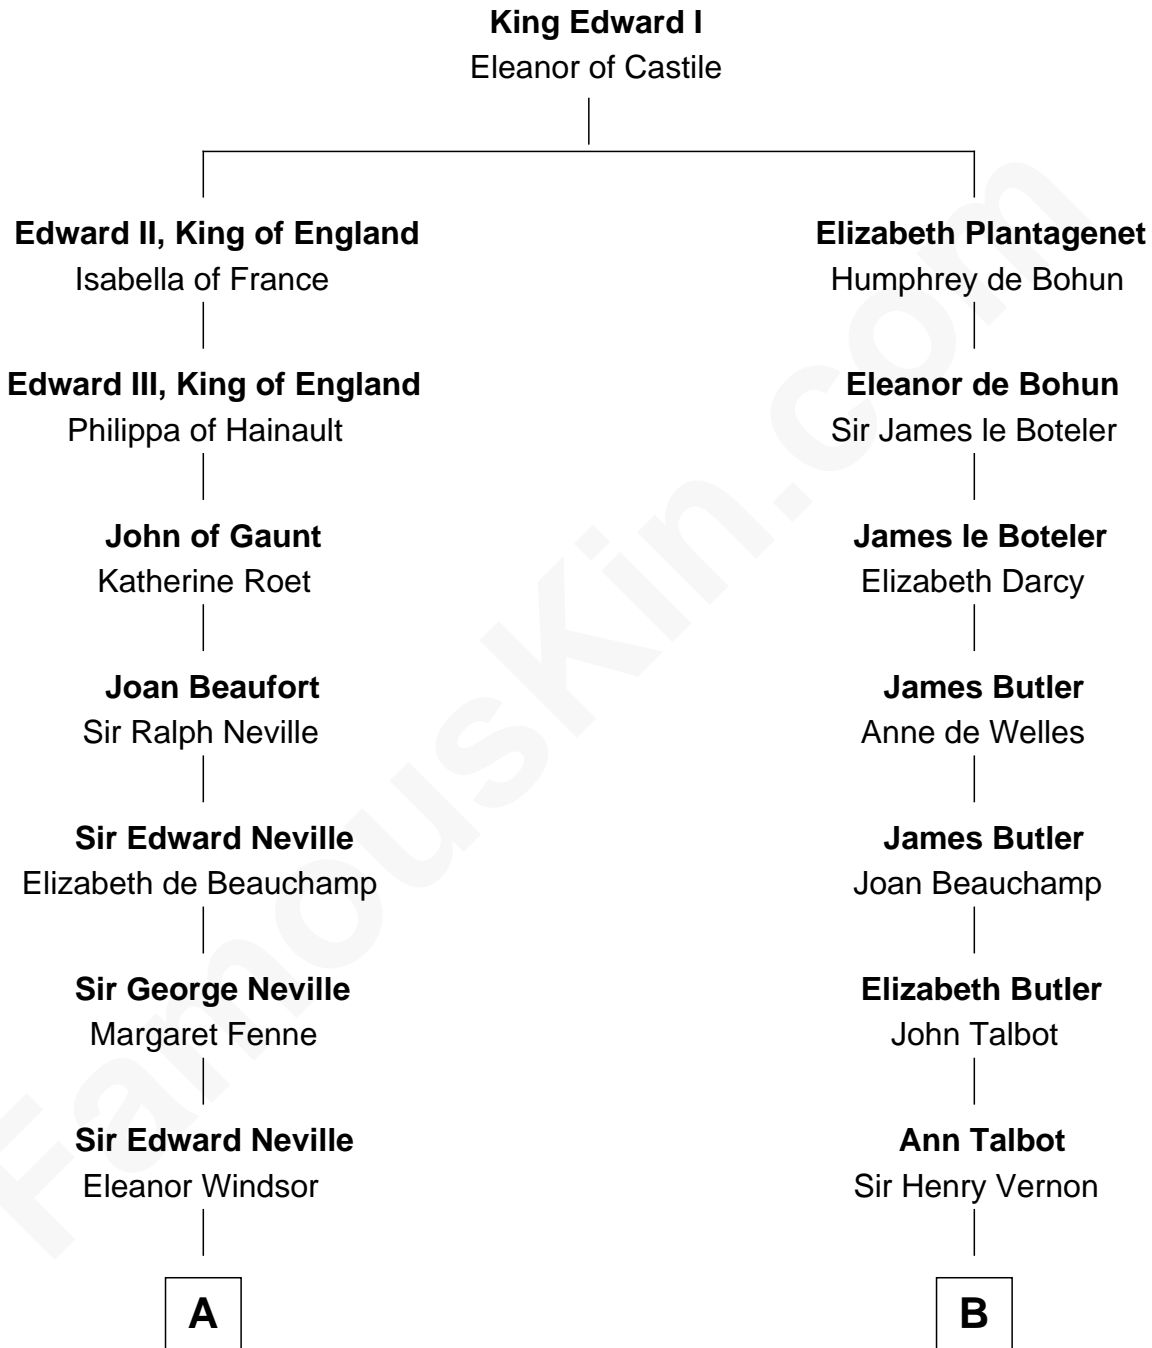 King Edward I
Eleanor of Castile
Edward II, King of England
Isabella of France
Edward III, King of England
Philippa of Hainault
John of Gaunt
Katherine Roet
Joan Beaufort
Sir Ralph Neville
Sir Edward Neville
Elizabeth de Beauchamp
Sir George Neville
Margaret Fenne
Sir Edward Neville
Eleanor Windsor
A
Elizabeth Plantagenet
Humphrey de Bohun
Eleanor de Bohun
Sir James le Boteler
James le Boteler
Elizabeth Darcy
James Butler
Anne de Welles
James Butler
Joan Beauchamp
Elizabeth Butler
John Talbot
Ann Talbot
Sir Henry Vernon
B
FamousKin.com